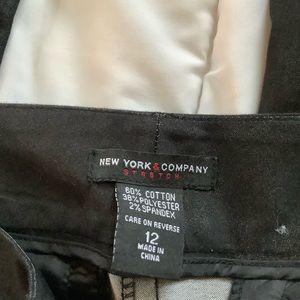 NEW YORK & COMPANY
STRETCH
60% COTTON
38% POLYESTER
2% SPANDEX
CARE ON REVERSE
12
MADE IN
CHINA